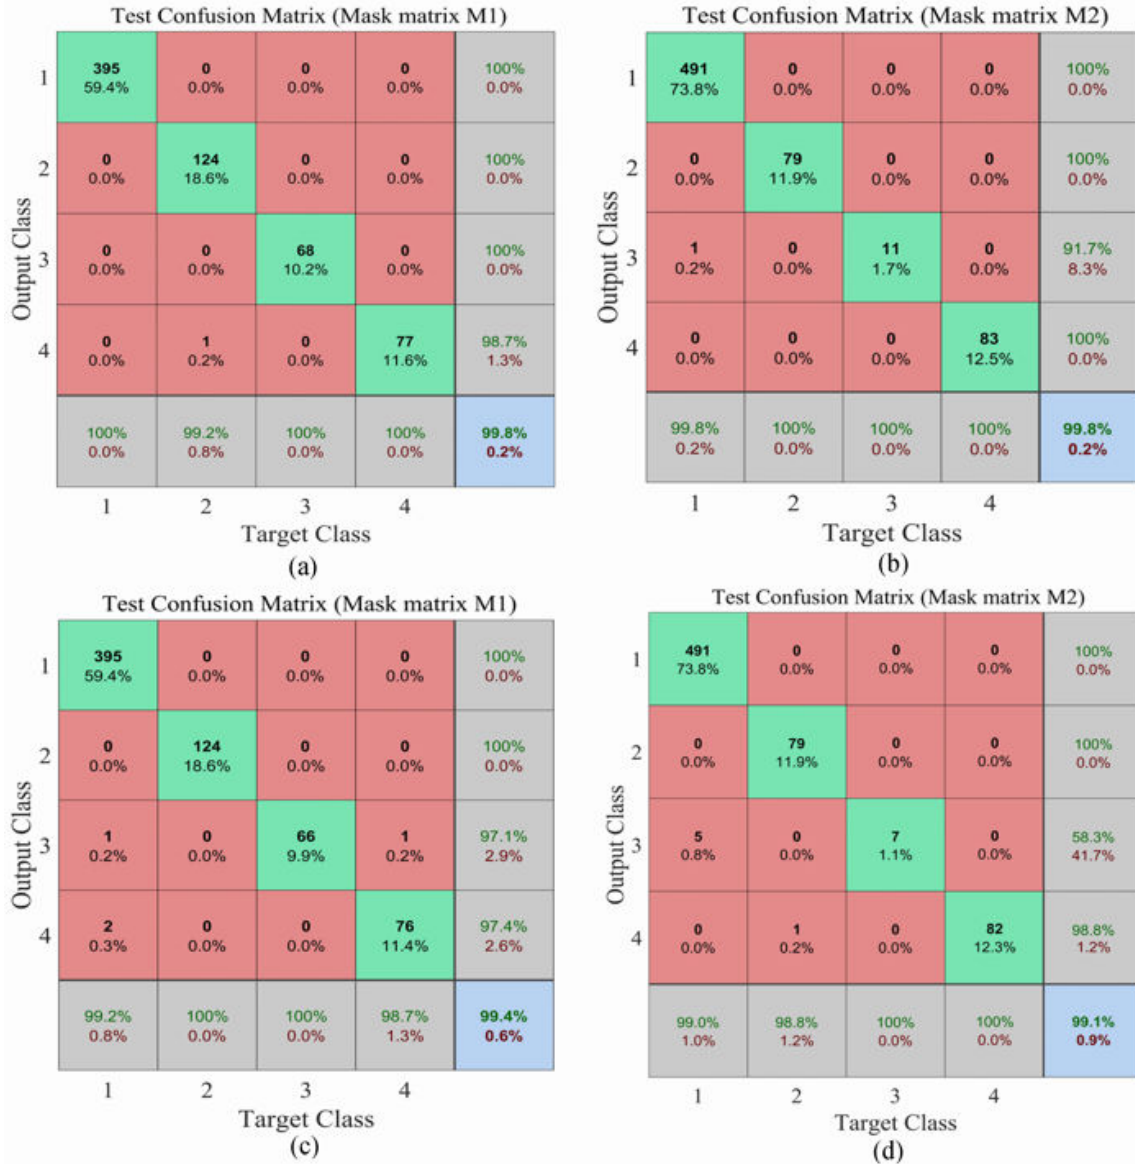 Test Confusion Matrix (Mask matrix M1)
1
395 0 0 0 100%
59.4% 0.0% 0.0% 0.0% 0.0%
2
0 124 0 0 100%
0.0% 18.6% 0.0% 0.0% 0.0%
3
0 0 68 0 100%
0.0% 0.0% 10.2% 0.0% 0.0%
4
0 1 0 77 98.7%
0.0% 0.2% 0.0% 11.6% 1.3%
100% 99.2% 100% 100% 99.8%
0.0% 0.8% 0.0% 0.0% 0.2%
1 2 3 4
Output Class
Target Class
(a)
Test Confusion Matrix (Mask matrix M2)
1
491 0 0 0 100%
73.8% 0.0% 0.0% 0.0% 0.0%
2
0 79 0 0 100%
0.0% 11.9% 0.0% 0.0% 0.0%
3
1 0 11 0 91.7%
0.2% 0.0% 1.7% 0.0% 8.3%
4
0 0 0 83 100%
0.0% 0.0% 0.0% 12.5% 0.0%
99.8% 100% 100% 100% 99.8%
0.2% 0.0% 0.0% 0.0% 0.2%
1 2 3 4
Output Class
Target Class
(b)
Test Confusion Matrix (Mask matrix M1)
1
395 0 0 0 100%
59.4% 0.0% 0.0% 0.0% 0.0%
2
0 124 0 0 100%
0.0% 18.6% 0.0% 0.0% 0.0%
3
1 0 66 1 97.1%
0.2% 0.0% 9.9% 0.2% 2.9%
4
2 0 0 76 97.4%
0.3% 0.0% 0.0% 11.4% 2.6%
99.2% 100% 100% 98.7% 99.4%
0.8% 0.0% 0.0% 1.3% 0.6%
1 2 3 4
Output Class
Target Class
(c)
Test Confusion Matrix (Mask matrix M2)
1
491 0 0 0 100%
73.8% 0.0% 0.0% 0.0% 0.0%
2
0 79 0 0 100%
0.0% 11.9% 0.0% 0.0% 0.0%
3
5 0 7 0 58.3%
0.8% 0.0% 1.1% 0.0% 41.7%
4
0 1 0 82 98.8%
0.0% 0.2% 0.0% 12.3% 1.2%
99.0% 98.8% 100% 100% 99.1%
1.0% 1.2% 0.0% 0.0% 0.9%
1 2 3 4
Output Class
Target Class
(d)